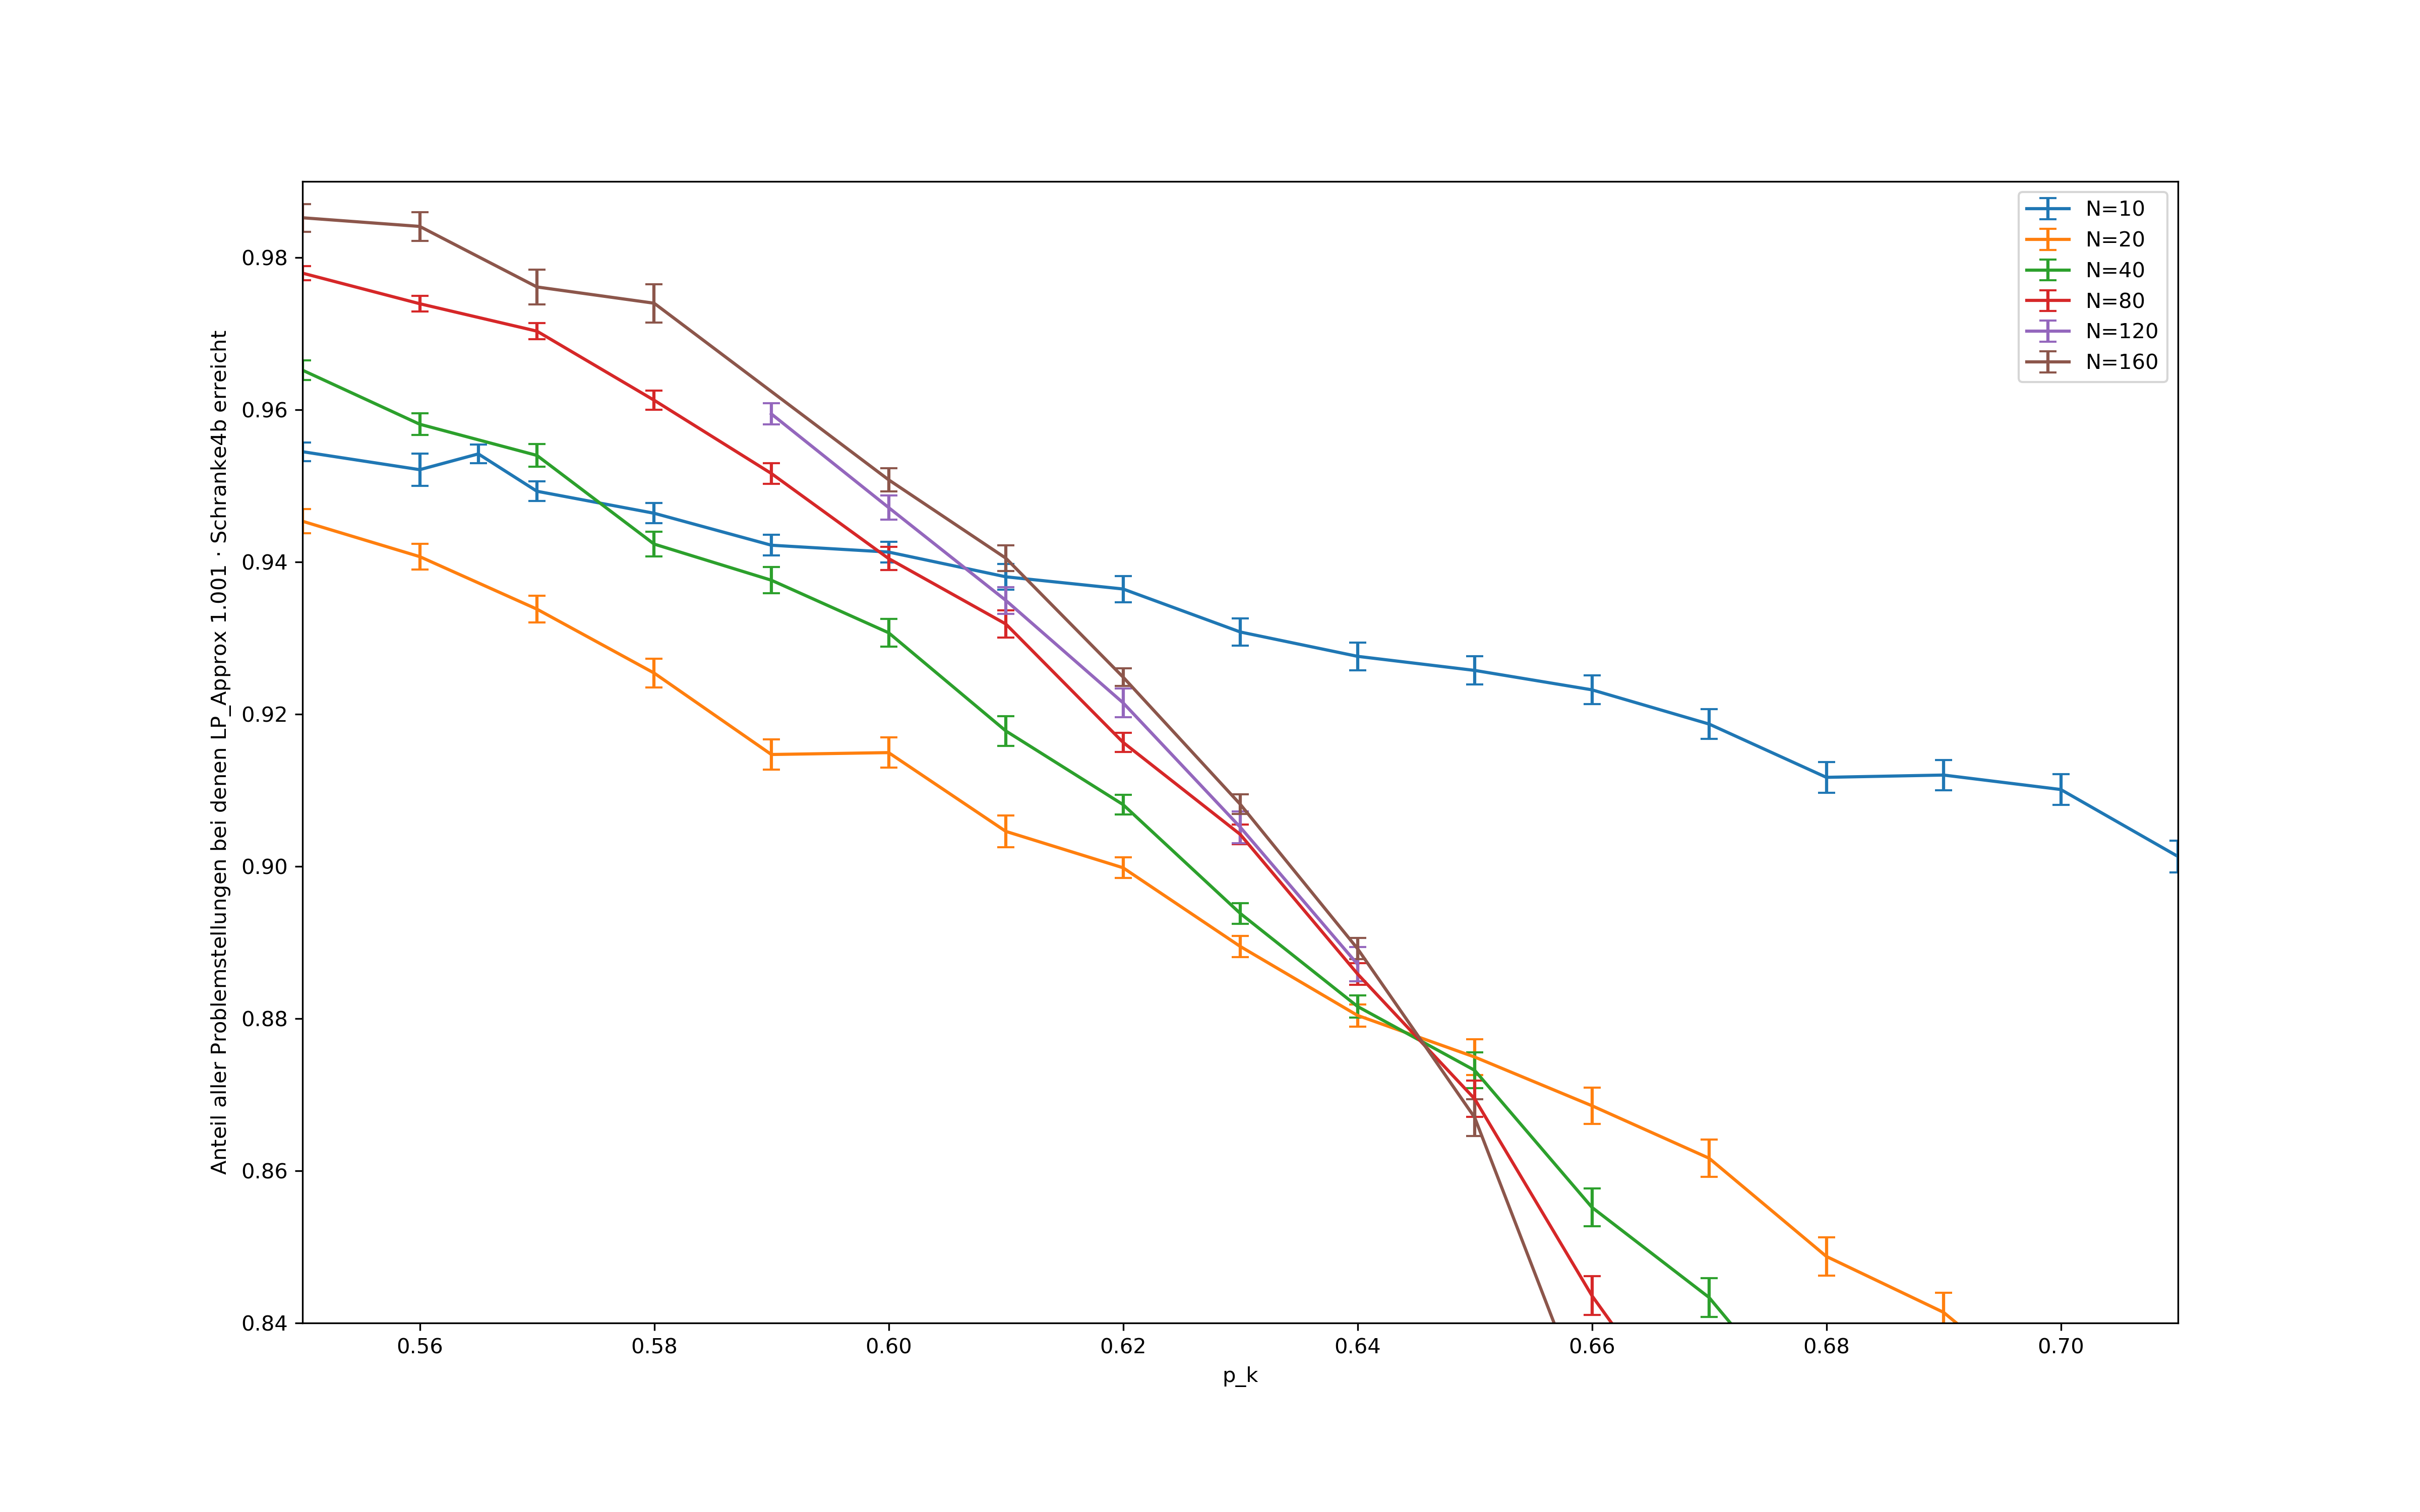 N=10
N=20
N=40
N=80
N=120
N=160
Anteil aller Problemstellungen bei denen LP_Approx 1.001 · Schranke4b erreicht
0.98
0.96
0.94
0.92
0.90
0.88
0.86
0.84
0.56 0.58 0.60 0.62 0.64 0.66 0.68 0.70
p_k